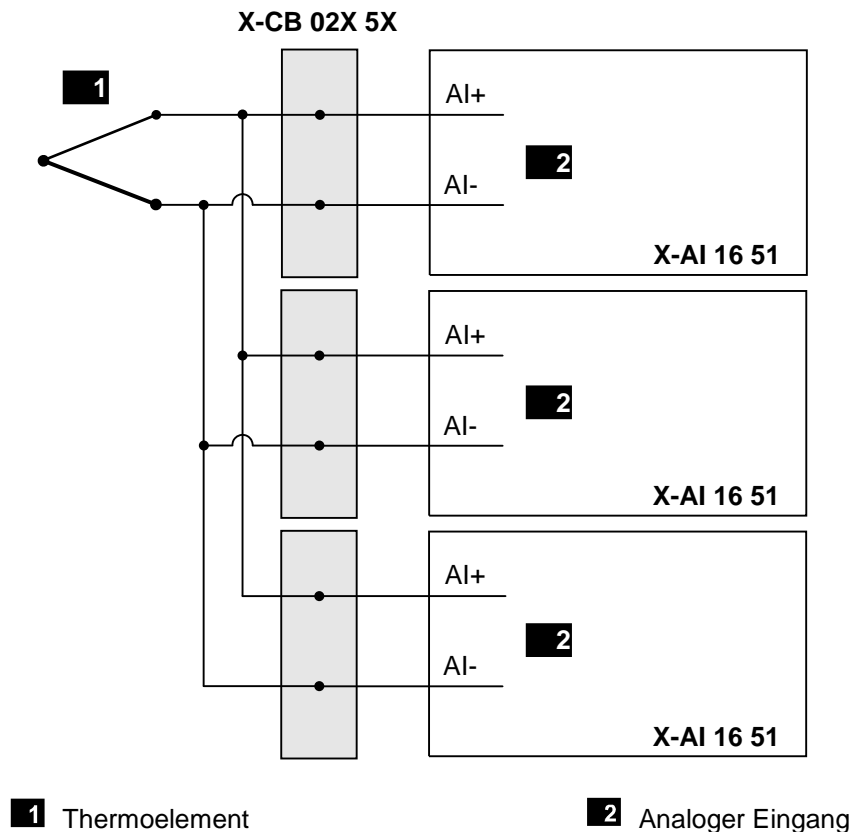 X-CB 02X 5X
1
AI+
2
AI-
X-AI 16 51
AI+
2
AI-
X-AI 16 51
AI+
2
AI-
X-AI 16 51
1 Thermoelement
2 Analoger Eingang